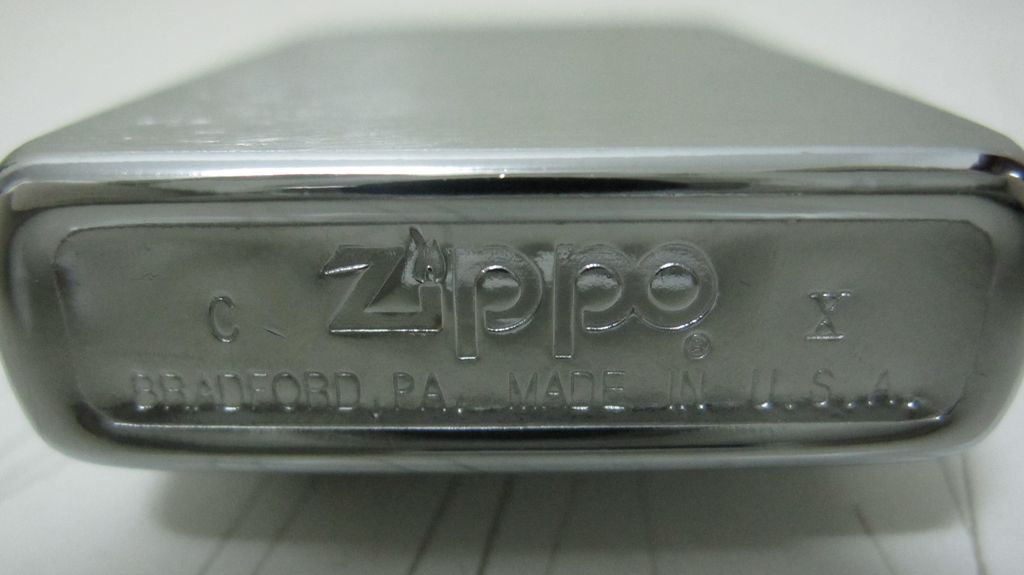 C Zippo ® X
BRADFORD, PA. MADE IN U.S.A.